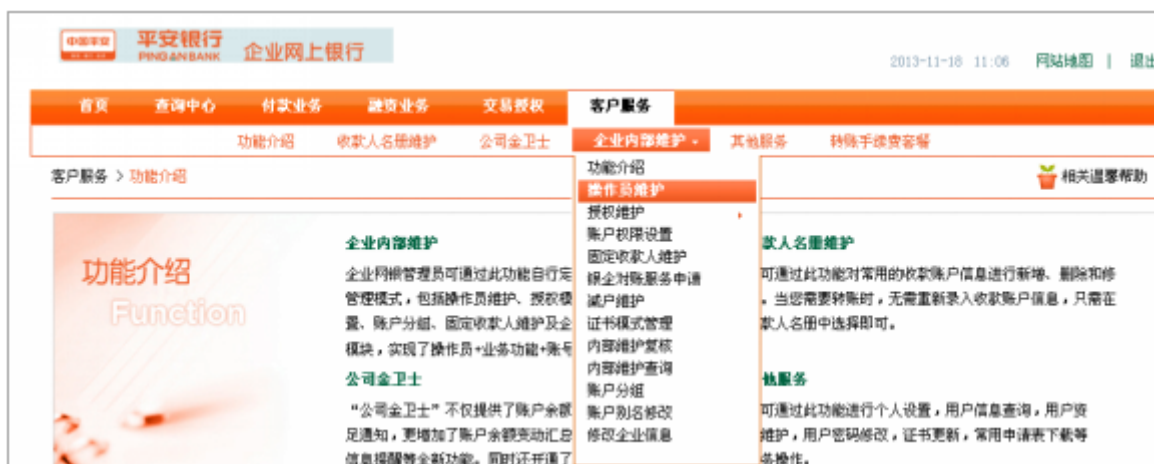 中国平安
平安银行
PING AN BANK
企业网上银行
2013-11-18 11:06 网站地图 | 退出
首页 查询中心 付款业务 融资业务 交易授权 客户服务
功能介绍 收款人名册维护 公司金卫士 企业内部维护 其他服务 转账手续费套餐
客户服务 > 功能介绍
相关温馨帮助
功能介绍
Function
功能介绍
操作员维护
授权维护
账户权限设置
固定收款人维护
银企对账服务申请
减户维护
证书模式管理
内部维护复核
内部维护查询
账户分组
账户别名修改
修改企业信息
企业内部维护
企业网银管理员可通过此功能自行定
管理模式，包括操作员维护、授权模
置、账户分组、固定收款人维护及企
模块，实现了操作员+业务功能+账号
公司金卫士
“公司金卫士”不仅提供了账户余额
足通知，更增加了账户余额变动汇总
信息提醒等全新功能。同时还开通了
款人名册维护
可通过此功能对常用的收款账户信息进行新增、删除和修
。当您需要转账时，无需重新录入收款账户信息，只需在
款人名册中选择即可。
他服务
可通过此功能进行个人设置，用户信息查询，用户资
维护，用户密码修改，证书更新，常用申请表下载等
务操作。